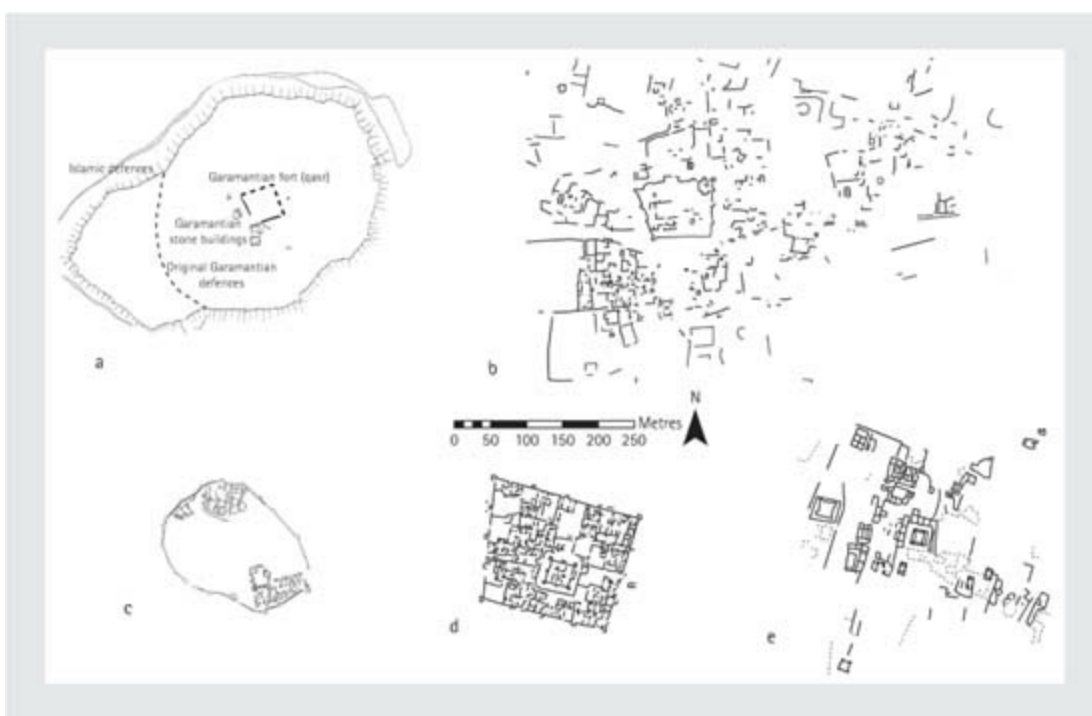 Islamic defences
Garamantian fort (qasr)
Garamantian
stone buildings
Original Garamantian
defences
a
b
N
Metres
0 50 100 150 200 250
c
d
e